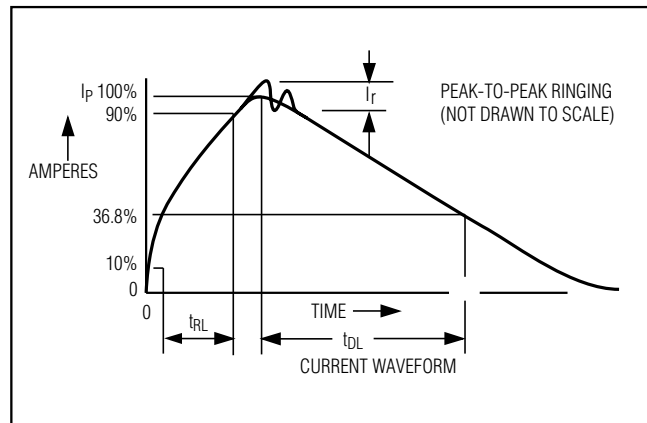 IP 100%
Ir
PEAK-TO-PEAK RINGING
(NOT DRAWN TO SCALE)
90%
AMPERES
36.8%
10%
0
0
tRL
TIME
tDL
CURRENT WAVEFORM